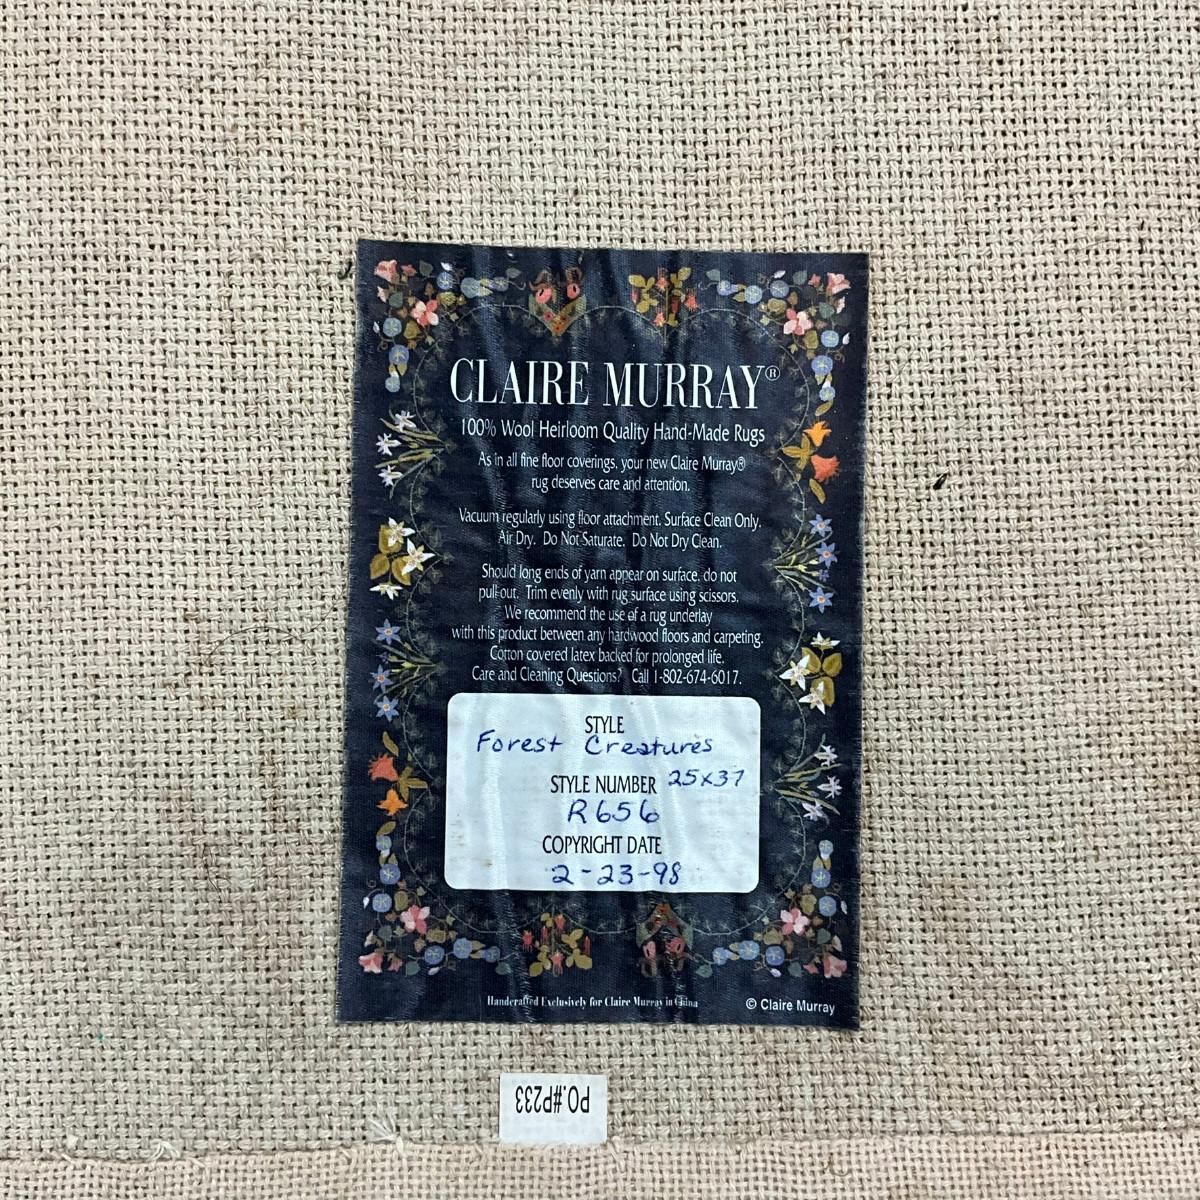 CLAIRE MURRAY®
100% Wool Heirloom Quality Hand-Made Rugs
As in all fine floor coverings, your new Claire Murray®
rug deserves care and attention.
Vacuum regularly using floor attachment. Surface Clean Only.
Air Dry. Do Not Saturate. Do Not Dry Clean.
Should long ends of yarn appear on surface, do not
pull out. Trim evenly with rug surface using scissors.
We recommend the use of a rug underlay
with this product between any hardwood floors and carpeting.
Cotton covered latex backed for prolonged life.
Care and Cleaning Questions? Call 1-802-674-6017.
STYLE
Forest Creatures
STYLE NUMBER 25x37
R656
COPYRIGHT DATE
2-23-98
Handcrafted Exclusively for Claire Murray in China
© Claire Murray
PO.#P233